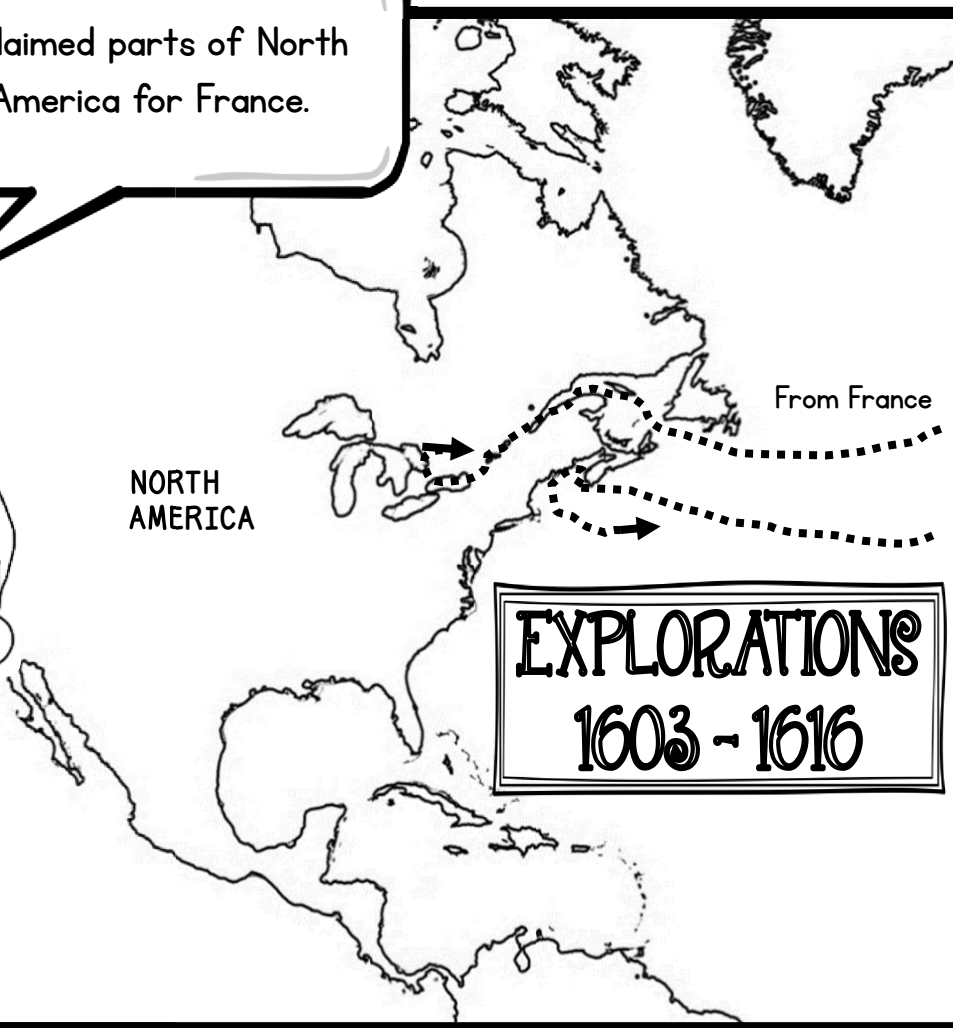 laimed parts of North
America for France.
From France
NORTH
AMERICA
EXPLORATIONS
1603 - 1616